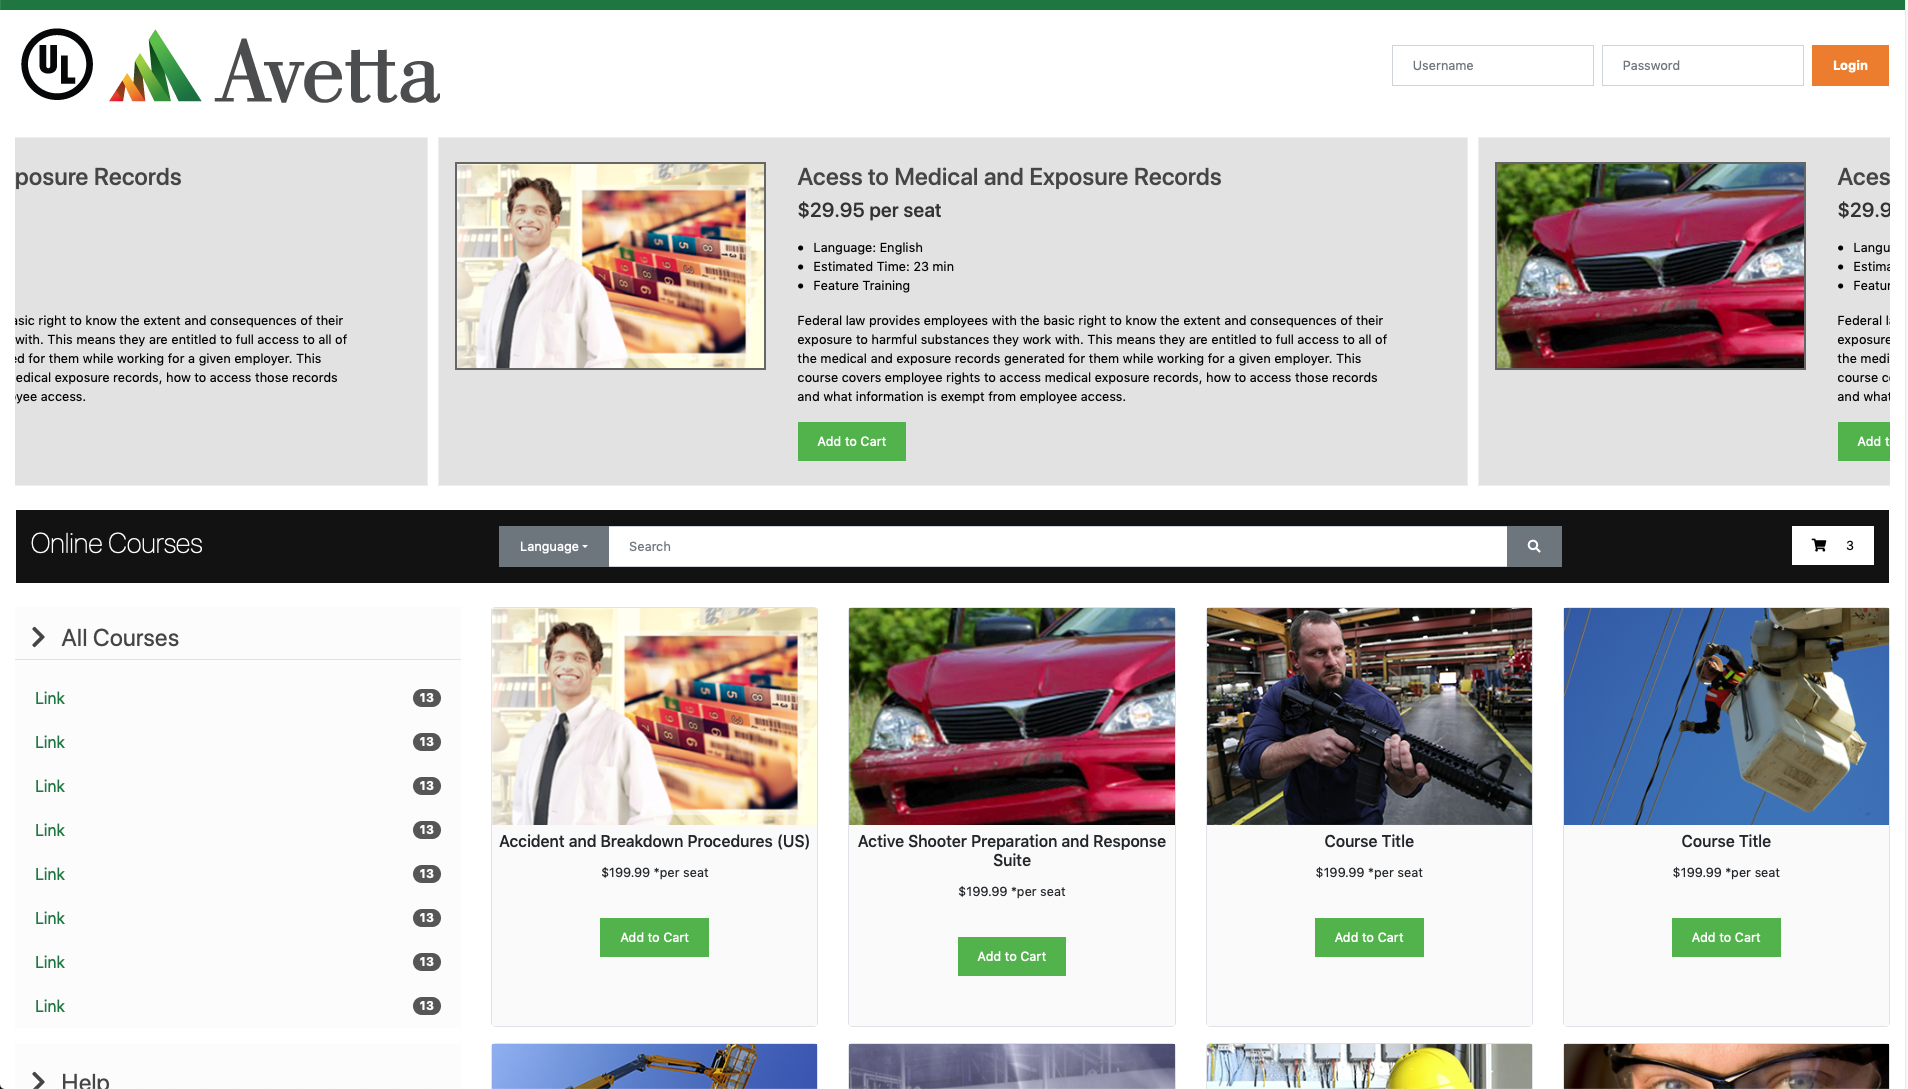 UL
Avetta
Username
Password
Login
posure Records
asic right to know the extent and consequences of their
with. This means they are entitled to full access to all of
ed for them while working for a given employer. This
edical exposure records, how to access those records
yee access.
Acess to Medical and Exposure Records
$29.95 per seat
• Language: English
• Estimated Time: 23 min
• Feature Training
Federal law provides employees with the basic right to know the extent and consequences of their
exposure to harmful substances they work with. This means they are entitled to full access to all of
the medical and exposure records generated for them while working for a given employer. This
course covers employee rights to access medical exposure records, how to access those records
and what information is exempt from employee access.
Add to Cart
Aces
$29.9
• Langu
• Estima
• Featur
Federal l
exposure
the medi
course c
and what
Add t
Online Courses
Language
Search
3
All Courses
Link 13
Link 13
Link 13
Link 13
Link 13
Link 13
Link 13
Link 13
Help
Accident and Breakdown Procedures (US)
$199.99 *per seat
Add to Cart
Active Shooter Preparation and Response
Suite
$199.99 *per seat
Add to Cart
Course Title
$199.99 *per seat
Add to Cart
Course Title
$199.99 *per seat
Add to Cart